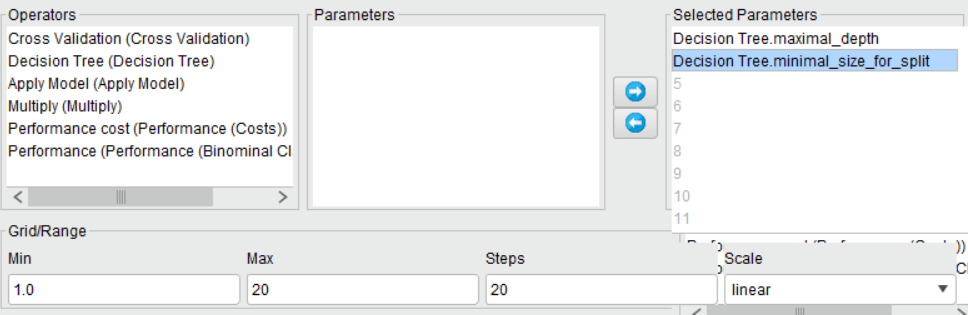 Operators
Cross Validation (Cross Validation)
Decision Tree (Decision Tree)
Apply Model (Apply Model)
Multiply (Multiply)
Performance cost (Performance (Costs))
Performance (Performance (Binominal Cl
Parameters
Selected Parameters
Decision Tree.maximal_depth
Decision Tree.minimal_size_for_split
5
6
7
8
9
10
11
Grid/Range
Min
Max
Steps
Scale
1.0
20
20
linear